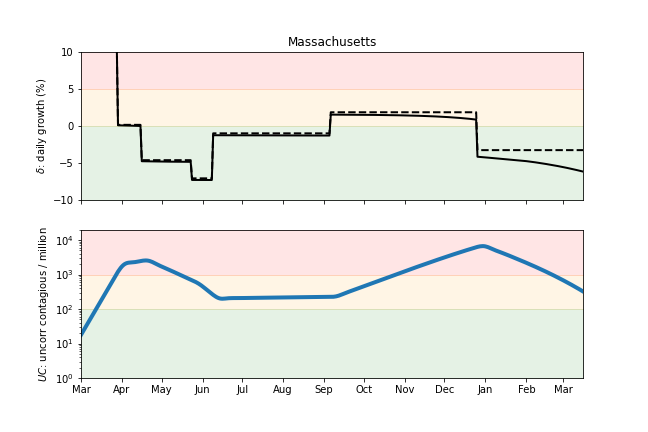 Massachusetts
δ: daily growth (%)
10
5
0
−5
−10
UC: uncorr contagious / million
10⁴
10³
10²
10¹
10⁰
Mar Apr May Jun Jul Aug Sep Oct Nov Dec Jan Feb Mar